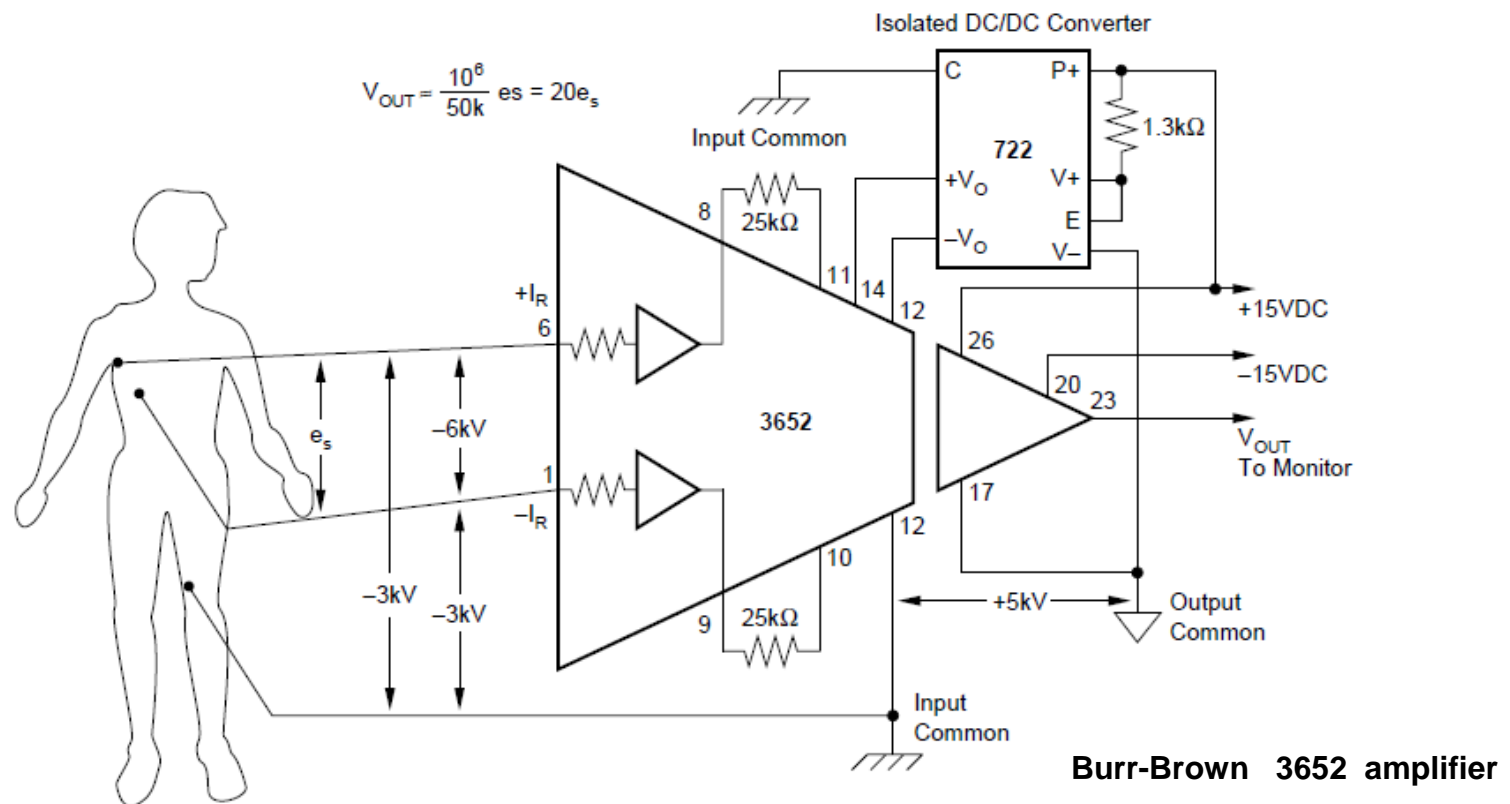 Isolated DC/DC Converter
V_OUT = 10^6 / 50k es = 20e_s
C
P+
Input Common
722
1.3kΩ
+V_O
V+
E
–V_O
V–
8
25kΩ
11
14
12
+I_R
6
26
+15VDC
20
–15VDC
23
e_s
–6kV
3652
V_OUT
To Monitor
1
–I_R
17
12
10
–3kV
–3kV
+5kV
Output
Common
9
25kΩ
Input
Common
Burr-Brown 3652 amplifier